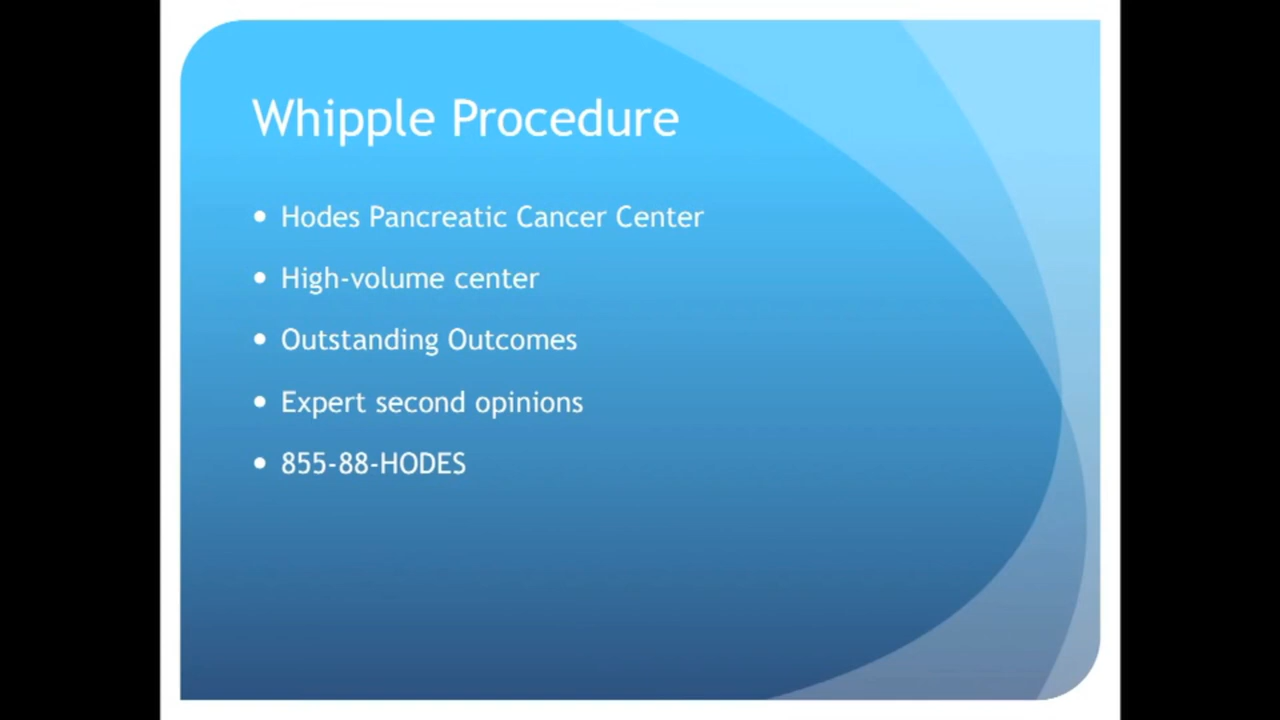 Whipple Procedure
• Hodes Pancreatic Cancer Center
• High-volume center
• Outstanding Outcomes
• Expert second opinions
• 855-88-HODES